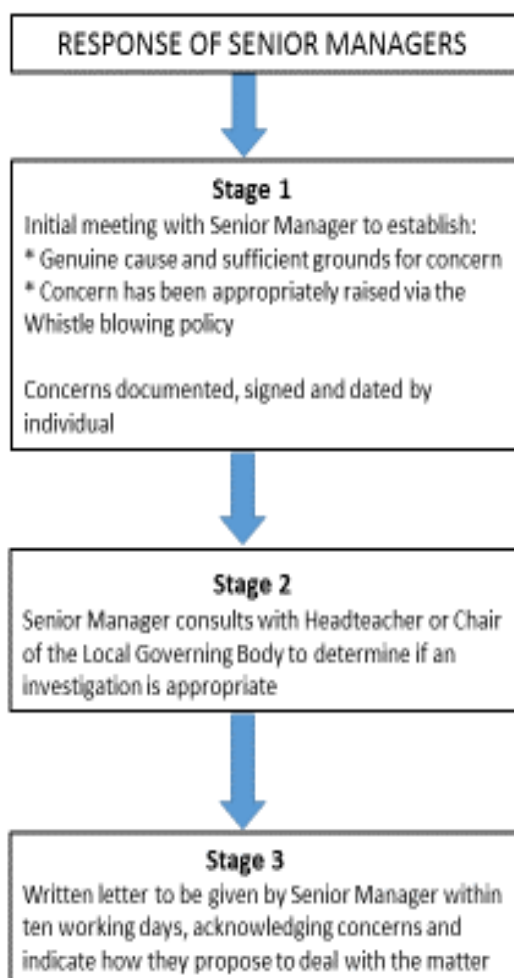 RESPONSE OF SENIOR MANAGERS
Stage 1
Initial meeting with Senior Manager to establish:
* Genuine cause and sufficient grounds for concern
* Concern has been appropriately raised via the
Whistle blowing policy
Concerns documented, signed and dated by
individual
Stage 2
Senior Manager consults with Headteacher or Chair
of the Local Governing Body to determine if an
investigation is appropriate
Stage 3
Written letter to be given by Senior Manager within
ten working days, acknowledging concerns and
indicate how they propose to deal with the matter